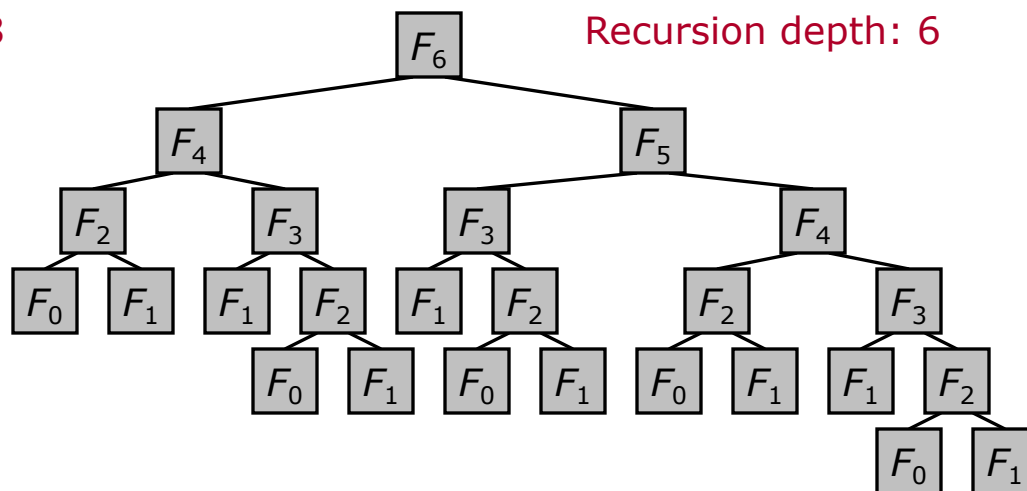 3
Recursion depth: 6
F₆
F₄ F₅
F₂ F₃ F₃ F₄
F₀ F₁ F₁ F₂ F₁ F₂ F₂ F₃
F₀ F₁ F₀ F₁ F₀ F₁ F₁ F₂
F₀ F₁